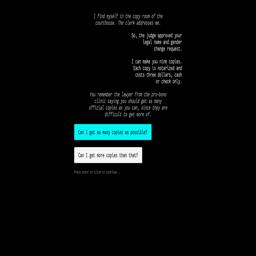 I find myself in the copy room of the
courthouse. The clerk addresses me.
So, the judge approved your
legal name and gender
change request.
I can make you nine copies.
Each copy is notarized and
costs three dollars, cash
or check only.
You remember the lawyer from the pro-bono
clinic saying you should get as many
official copies as you can, since they are
difficult to get more of.
Can I get as many copies as possible?
Can I get more copies than that?
Press enter or click to continue...